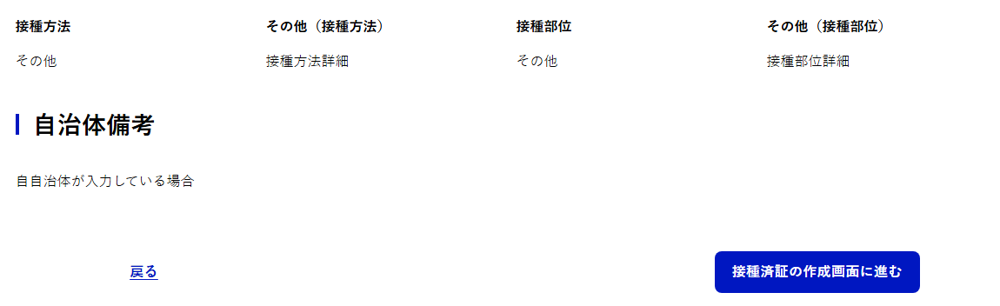 接種方法 その他（接種方法） 接種部位 その他（接種部位）
その他 接種方法詳細 その他 接種部位詳細
自治体備考
自自治体が入力している場合
戻る 接種済証の作成画面に進む